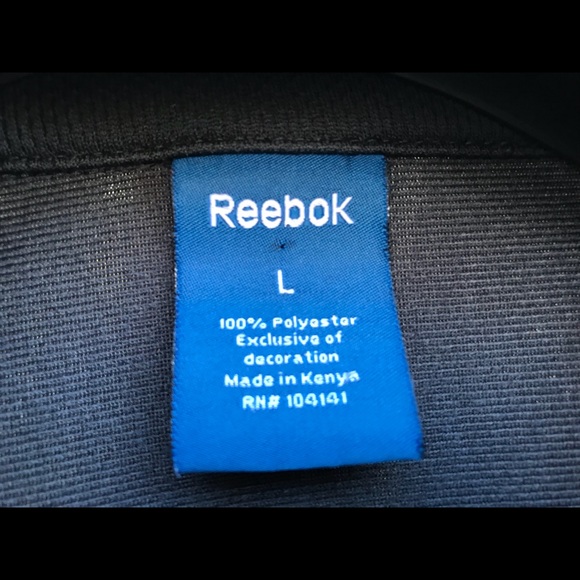 Reebok
L
100% Polyester
Exclusive of
decoration
Made in Kenya
RN# 104141